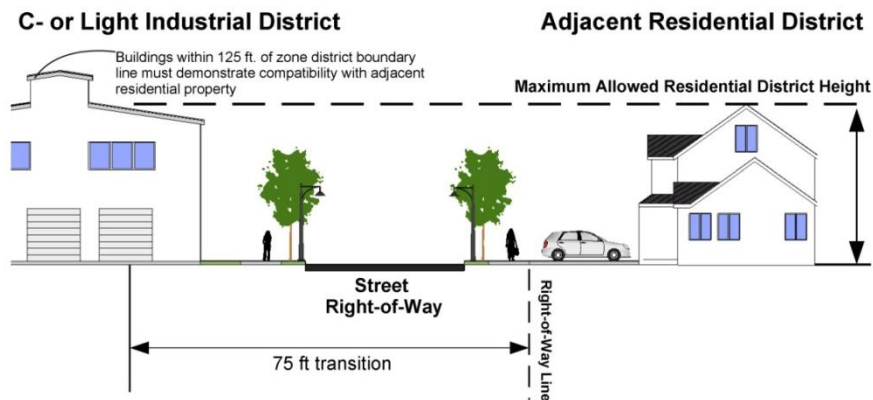 C- or Light Industrial District
Adjacent Residential District
Buildings within 125 ft. of zone district boundary
line must demonstrate compatibility with adjacent
residential property
Maximum Allowed Residential District Height
Street
Right-of-Way
Right-of-Way Line
75 ft transition